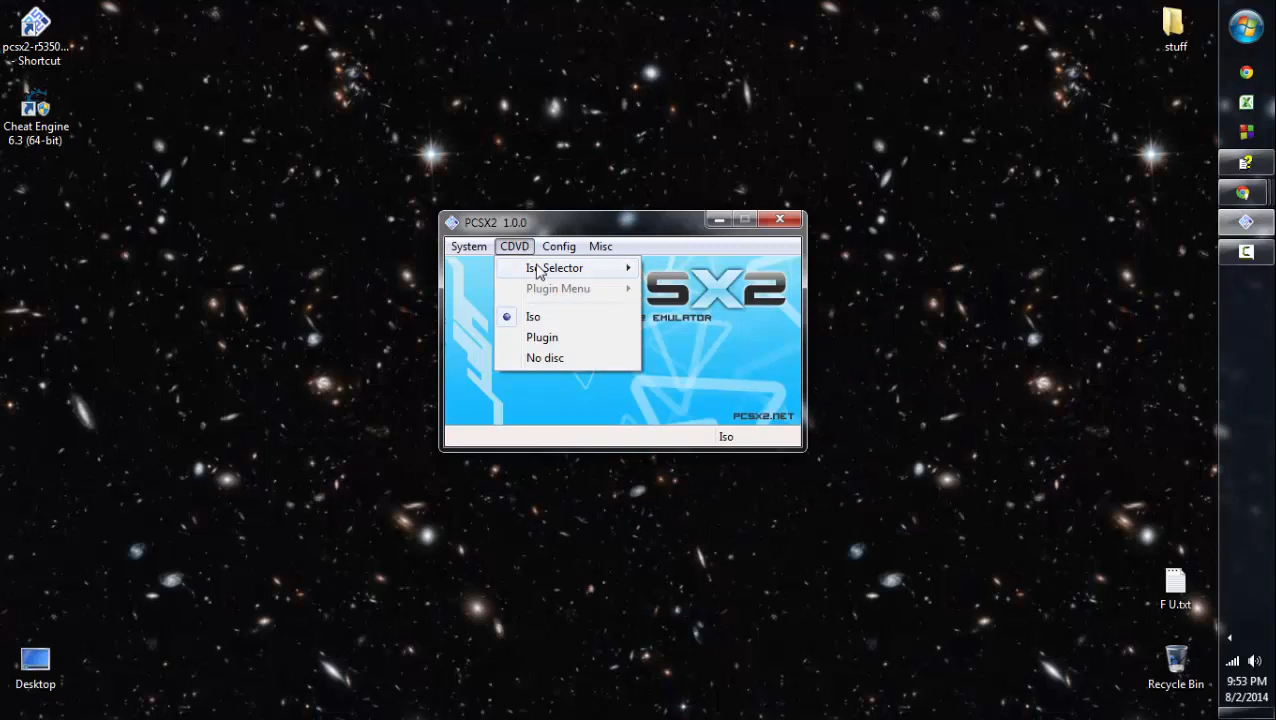 pcsx2-r5350...
- Shortcut
Cheat Engine
6.3 (64-bit)
stuff
PCSX2 1.0.0
System CDVD Config Misc
Iso Selector
Plugin Menu
Iso
Plugin
No disc
SX2
EMULATOR
PCSX2.NET
Iso
F U.txt
Desktop
Recycle Bin
9:53 PM
8/2/2014